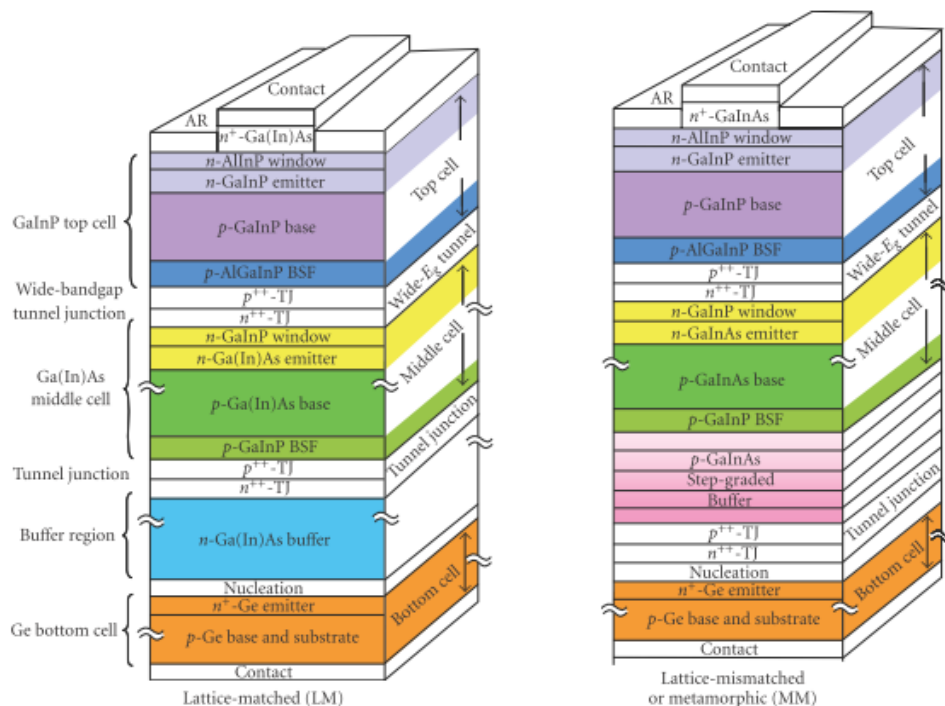 Contact
AR
n⁺-Ga(In)As
n-AlInP window
n-GaInP emitter
p-GaInP base
p-AlGaInP BSF
p⁺⁺-TJ
n⁺⁺-TJ
n-GaInP window
n-Ga(In)As emitter
p-Ga(In)As base
p-GaInP BSF
p⁺⁺-TJ
n⁺⁺-TJ
n-Ga(In)As buffer
Nucleation
n⁺-Ge emitter
p-Ge base and substrate
Contact
GaInP top cell
Wide-bandgap
tunnel junction
Ga(In)As
middle cell
Tunnel junction
Buffer region
Ge bottom cell
Top cell
Wide-Eg tunnel
Middle cell
Tunnel junction
Bottom cell
Lattice-matched (LM)
Contact
AR
n⁺-GaInAs
n-AlInP window
n-GaInP emitter
p-GaInP base
p-AlGaInP BSF
p⁺⁺-TJ
n⁺⁺-TJ
n-GaInP window
n-GaInAs emitter
p-GaInAs base
p-GaInP BSF
p-GaInAs
Step-graded
Buffer
p⁺⁺-TJ
n⁺⁺-TJ
Nucleation
n⁺-Ge emitter
p-Ge base and substrate
Contact
Top cell
Wide-Eg tunnel
Middle cell
Tunnel junction
Bottom cell
Lattice-mismatched
or metamorphic (MM)